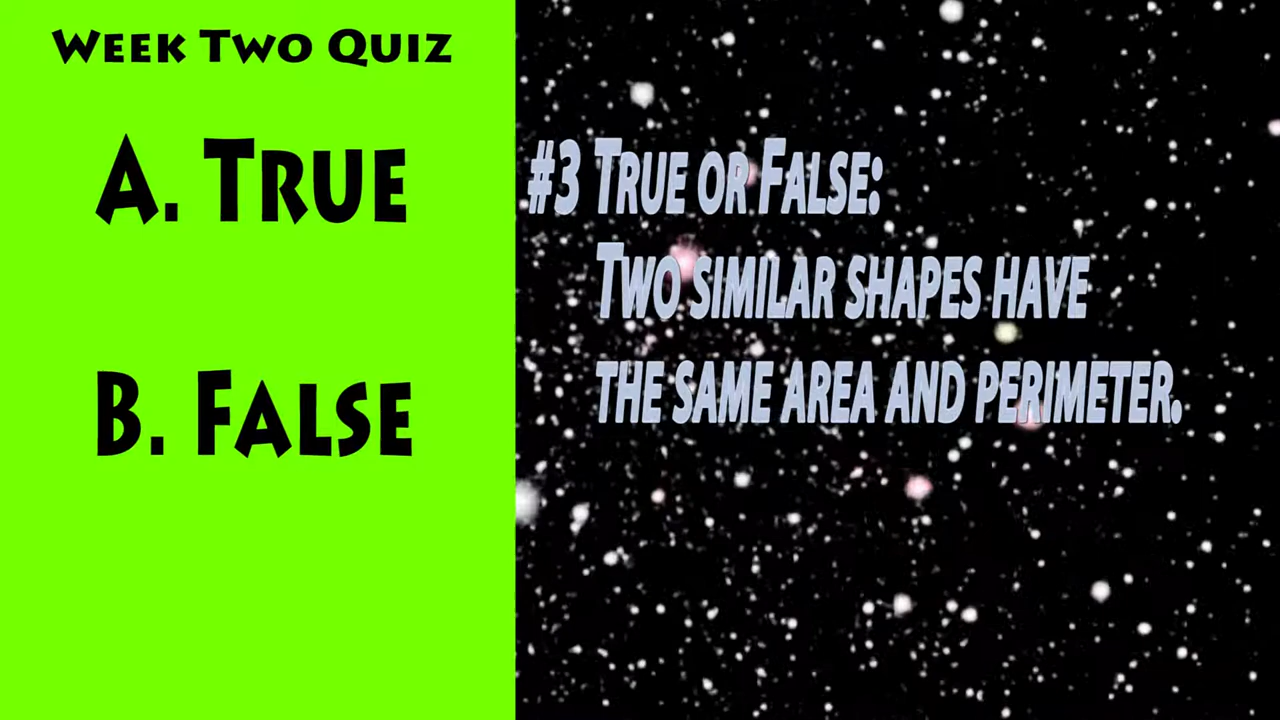 Week Two Quiz
A. True
B. False
#3 True or False:
Two similar shapes have
the same area and perimeter.